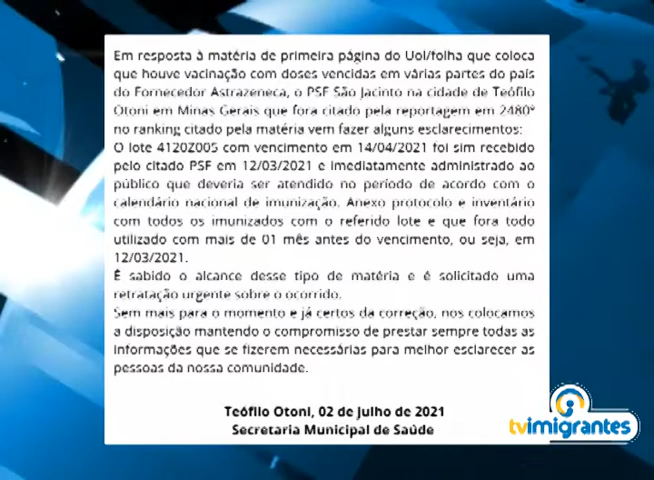 Em resposta à matéria de primeira página do Uol/folha que coloca
que houve vacinação com doses vencidas em várias partes do país
do Fornecedor Astrazeneca, o PSF São Jacinto na cidade de Teófilo
Otoni em Minas Gerais que fora citado pela reportagem em 2480º
no ranking citado pela matéria vem fazer alguns esclarecimentos:
O lote 4120Z005 com vencimento em 14/04/2021 foi sim recebido
pelo citado PSF em 12/03/2021 e imediatamente administrado ao
público que deveria ser atendido no período de acordo com o
calendário nacional de imunização. Anexo protocolo e inventário
com todos os imunizados com o referido lote e que fora todo
utilizado com mais de 01 mês antes do vencimento, ou seja, em
12/03/2021.
É sabido o alcance desse tipo de matéria e é solicitado uma
retratação urgente sobre o ocorrido.
Sem mais para o momento e já certos da correção, nos colocamos
a disposição mantendo o compromisso de prestar sempre todas as
informações que se fizerem necessárias para melhor esclarecer as
pessoas da nossa comunidade.
Teófilo Otoni, 02 de julho de 2021
Secretaria Municipal de Saúde
tvimigrantes